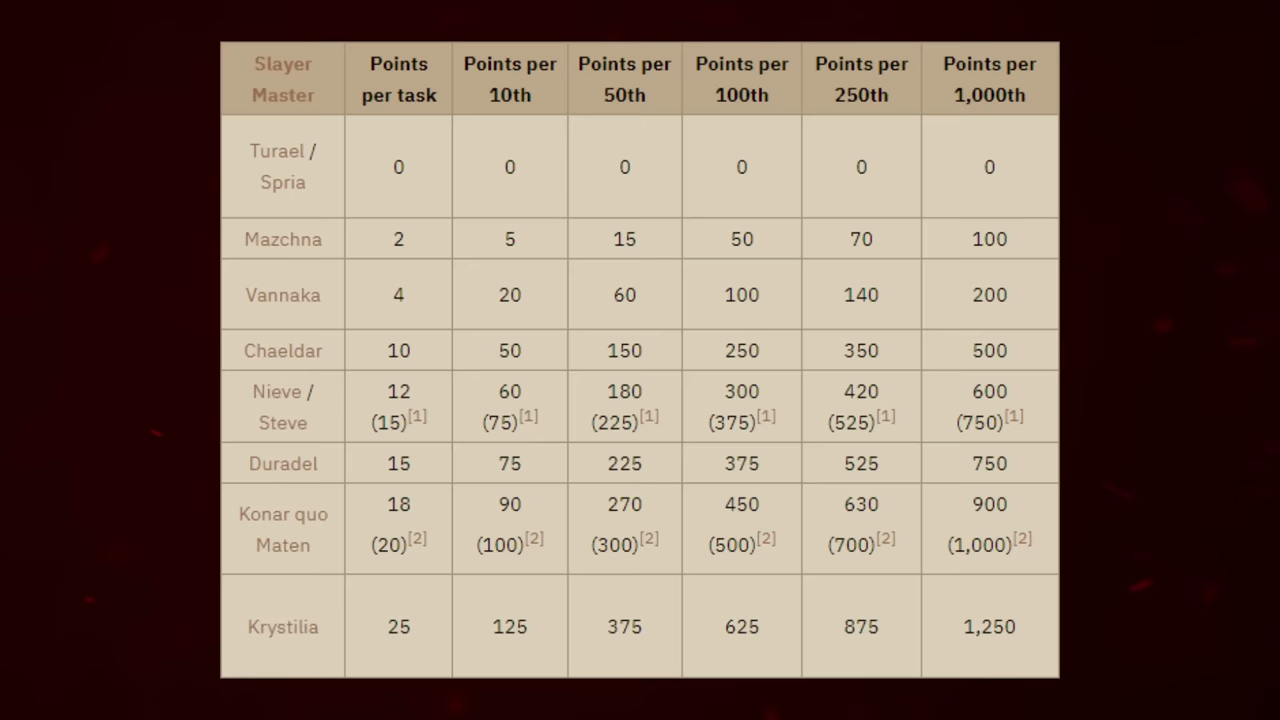 Slayer Master Points per task Points per 10th Points per 50th Points per 100th Points per 250th Points per 1,000th
Turael / Spria 0 0 0 0 0 0
Mazchna 2 5 15 50 70 100
Vannaka 4 20 60 100 140 200
Chaeldar 10 50 150 250 350 500
Nieve / Steve 12 (15)[1] 60 (75)[1] 180 (225)[1] 300 (375)[1] 420 (525)[1] 600 (750)[1]
Duradel 15 75 225 375 525 750
Konar quo Maten 18 (20)[2] 90 (100)[2] 270 (300)[2] 450 (500)[2] 630 (700)[2] 900 (1,000)[2]
Krystilia 25 125 375 625 875 1,250